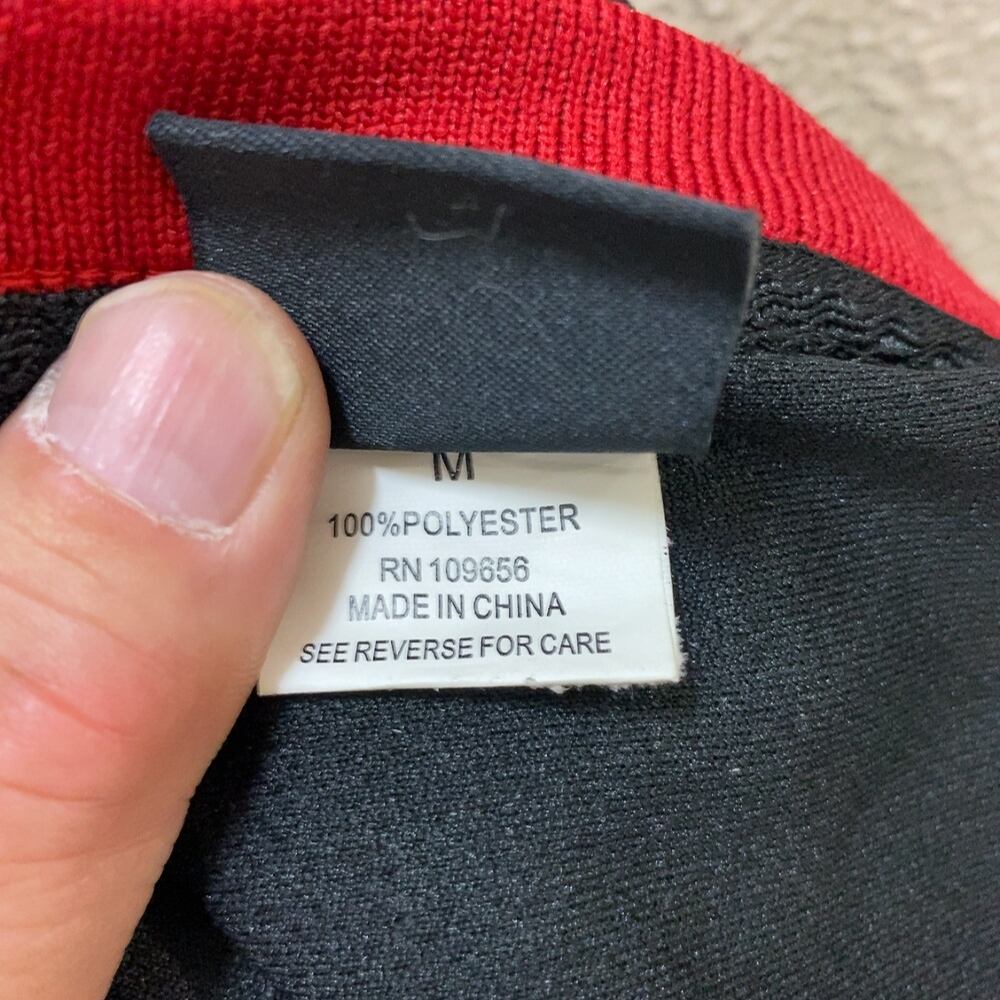 M
100%POLYESTER
RN 109656
MADE IN CHINA
SEE REVERSE FOR CARE